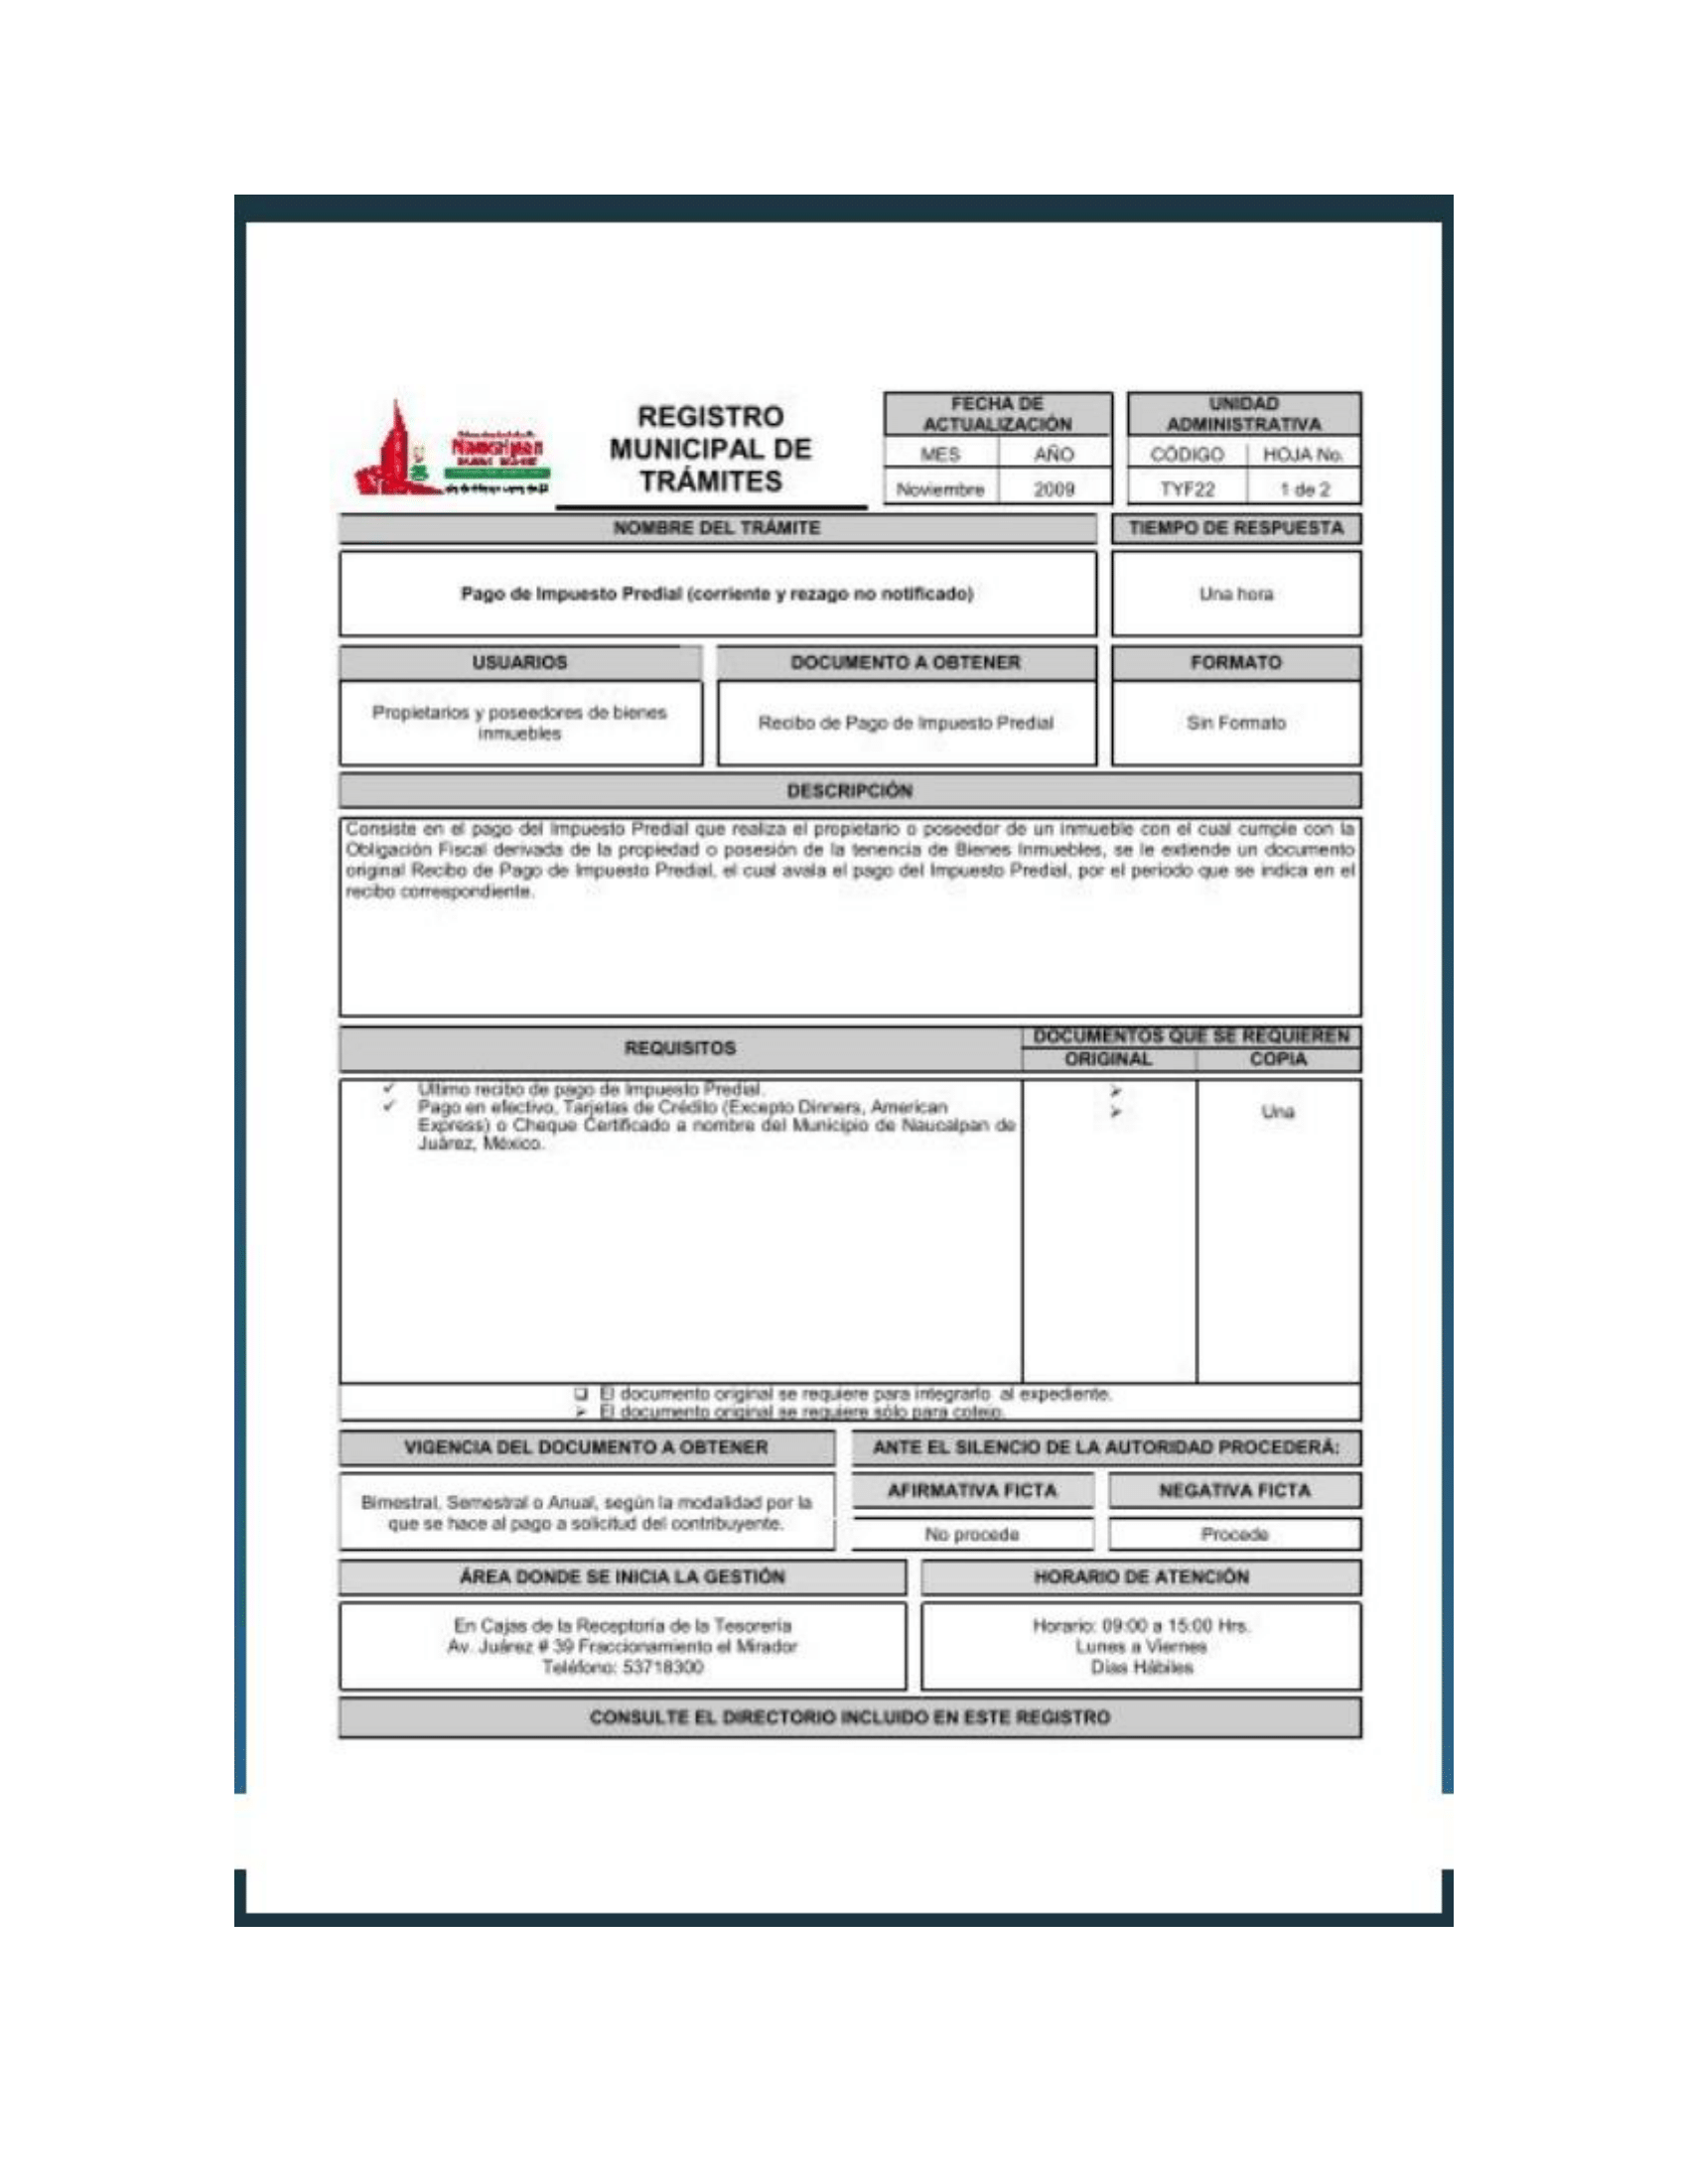 Naucalpan
REGISTRO
MUNICIPAL DE
TRÁMITES
FECHA DE
ACTUALIZACIÓN
MES AÑO
Noviembre 2009
UNIDAD
ADMINISTRATIVA
CÓDIGO HOJA No.
TYF22 1 de 2
NOMBRE DEL TRÁMITE
TIEMPO DE RESPUESTA
Pago de Impuesto Predial (corriente y rezago no notificado)
Una hora
USUARIOS
DOCUMENTO A OBTENER
FORMATO
Propietarios y poseedores de bienes
inmuebles
Recibo de Pago de Impuesto Predial
Sin Formato
DESCRIPCIÓN
Consiste en el pago del Impuesto Predial que realiza el propietario o poseedor de un inmueble con el cual cumple con la
Obligación Fiscal derivada de la propiedad o posesión de la tenencia de Bienes Inmuebles, se le extiende un documento
original Recibo de Pago de Impuesto Predial, el cual avala el pago del Impuesto Predial, por el periodo que se indica en el
recibo correspondiente.
REQUISITOS
DOCUMENTOS QUE SE REQUIEREN
ORIGINAL COPIA
✓ Ultimo recibo de pago de Impuesto Predial. ➢
✓ Pago en efectivo, Tarjetas de Crédito (Excepto Dinners, American ➢ Una
Express) o Cheque Certificado a nombre del Municipio de Naucalpan de
Juárez, México.
❑ El documento original se requiere para integrarlo al expediente.
➢ El documento original se requiere sólo para cotejo.
VIGENCIA DEL DOCUMENTO A OBTENER
ANTE EL SILENCIO DE LA AUTORIDAD PROCEDERÁ:
Bimestral, Semestral o Anual, según la modalidad por la
que se hace al pago a solicitud del contribuyente.
AFIRMATIVA FICTA NEGATIVA FICTA
No procede Procede
ÁREA DONDE SE INICIA LA GESTIÓN
HORARIO DE ATENCIÓN
En Cajas de la Receptoría de la Tesorería
Av. Juárez # 39 Fraccionamiento el Mirador
Teléfono: 53718300
Horario: 09:00 a 15:00 Hrs.
Lunes a Viernes
Días Hábiles
CONSULTE EL DIRECTORIO INCLUIDO EN ESTE REGISTRO